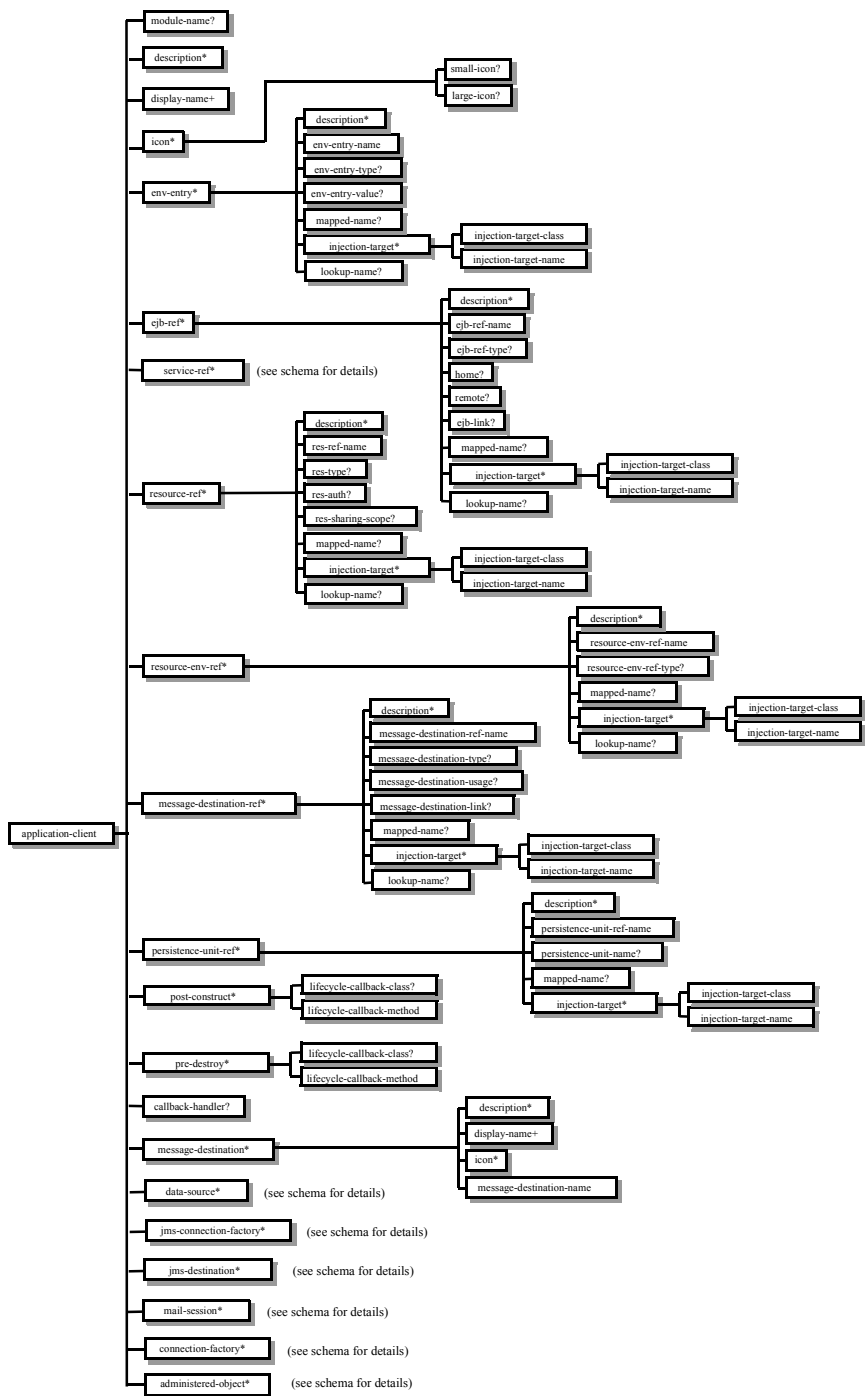 module-name?
description*
display-name+
icon*
small-icon?
large-icon?
env-entry*
description*
env-entry-name
env-entry-type?
env-entry-value?
mapped-name?
injection-target*
injection-target-class
injection-target-name
lookup-name?
ejb-ref*
description*
ejb-ref-name
ejb-ref-type?
home?
remote?
ejb-link?
mapped-name?
injection-target*
injection-target-class
injection-target-name
lookup-name?
service-ref* (see schema for details)
resource-ref*
description*
res-ref-name
res-type?
res-auth?
res-sharing-scope?
mapped-name?
injection-target*
injection-target-class
injection-target-name
lookup-name?
resource-env-ref*
description*
resource-env-ref-name
resource-env-ref-type?
mapped-name?
injection-target*
injection-target-class
injection-target-name
lookup-name?
message-destination-ref*
description*
message-destination-ref-name
message-destination-type?
message-destination-usage?
message-destination-link?
mapped-name?
injection-target*
injection-target-class
injection-target-name
lookup-name?
application-client
persistence-unit-ref*
description*
persistence-unit-ref-name
persistence-unit-name?
mapped-name?
injection-target*
injection-target-class
injection-target-name
post-construct*
lifecycle-callback-class?
lifecycle-callback-method
pre-destroy*
lifecycle-callback-class?
lifecycle-callback-method
callback-handler?
message-destination*
description*
display-name+
icon*
message-destination-name
data-source* (see schema for details)
jms-connection-factory* (see schema for details)
jms-destination* (see schema for details)
mail-session* (see schema for details)
connection-factory* (see schema for details)
administered-object* (see schema for details)